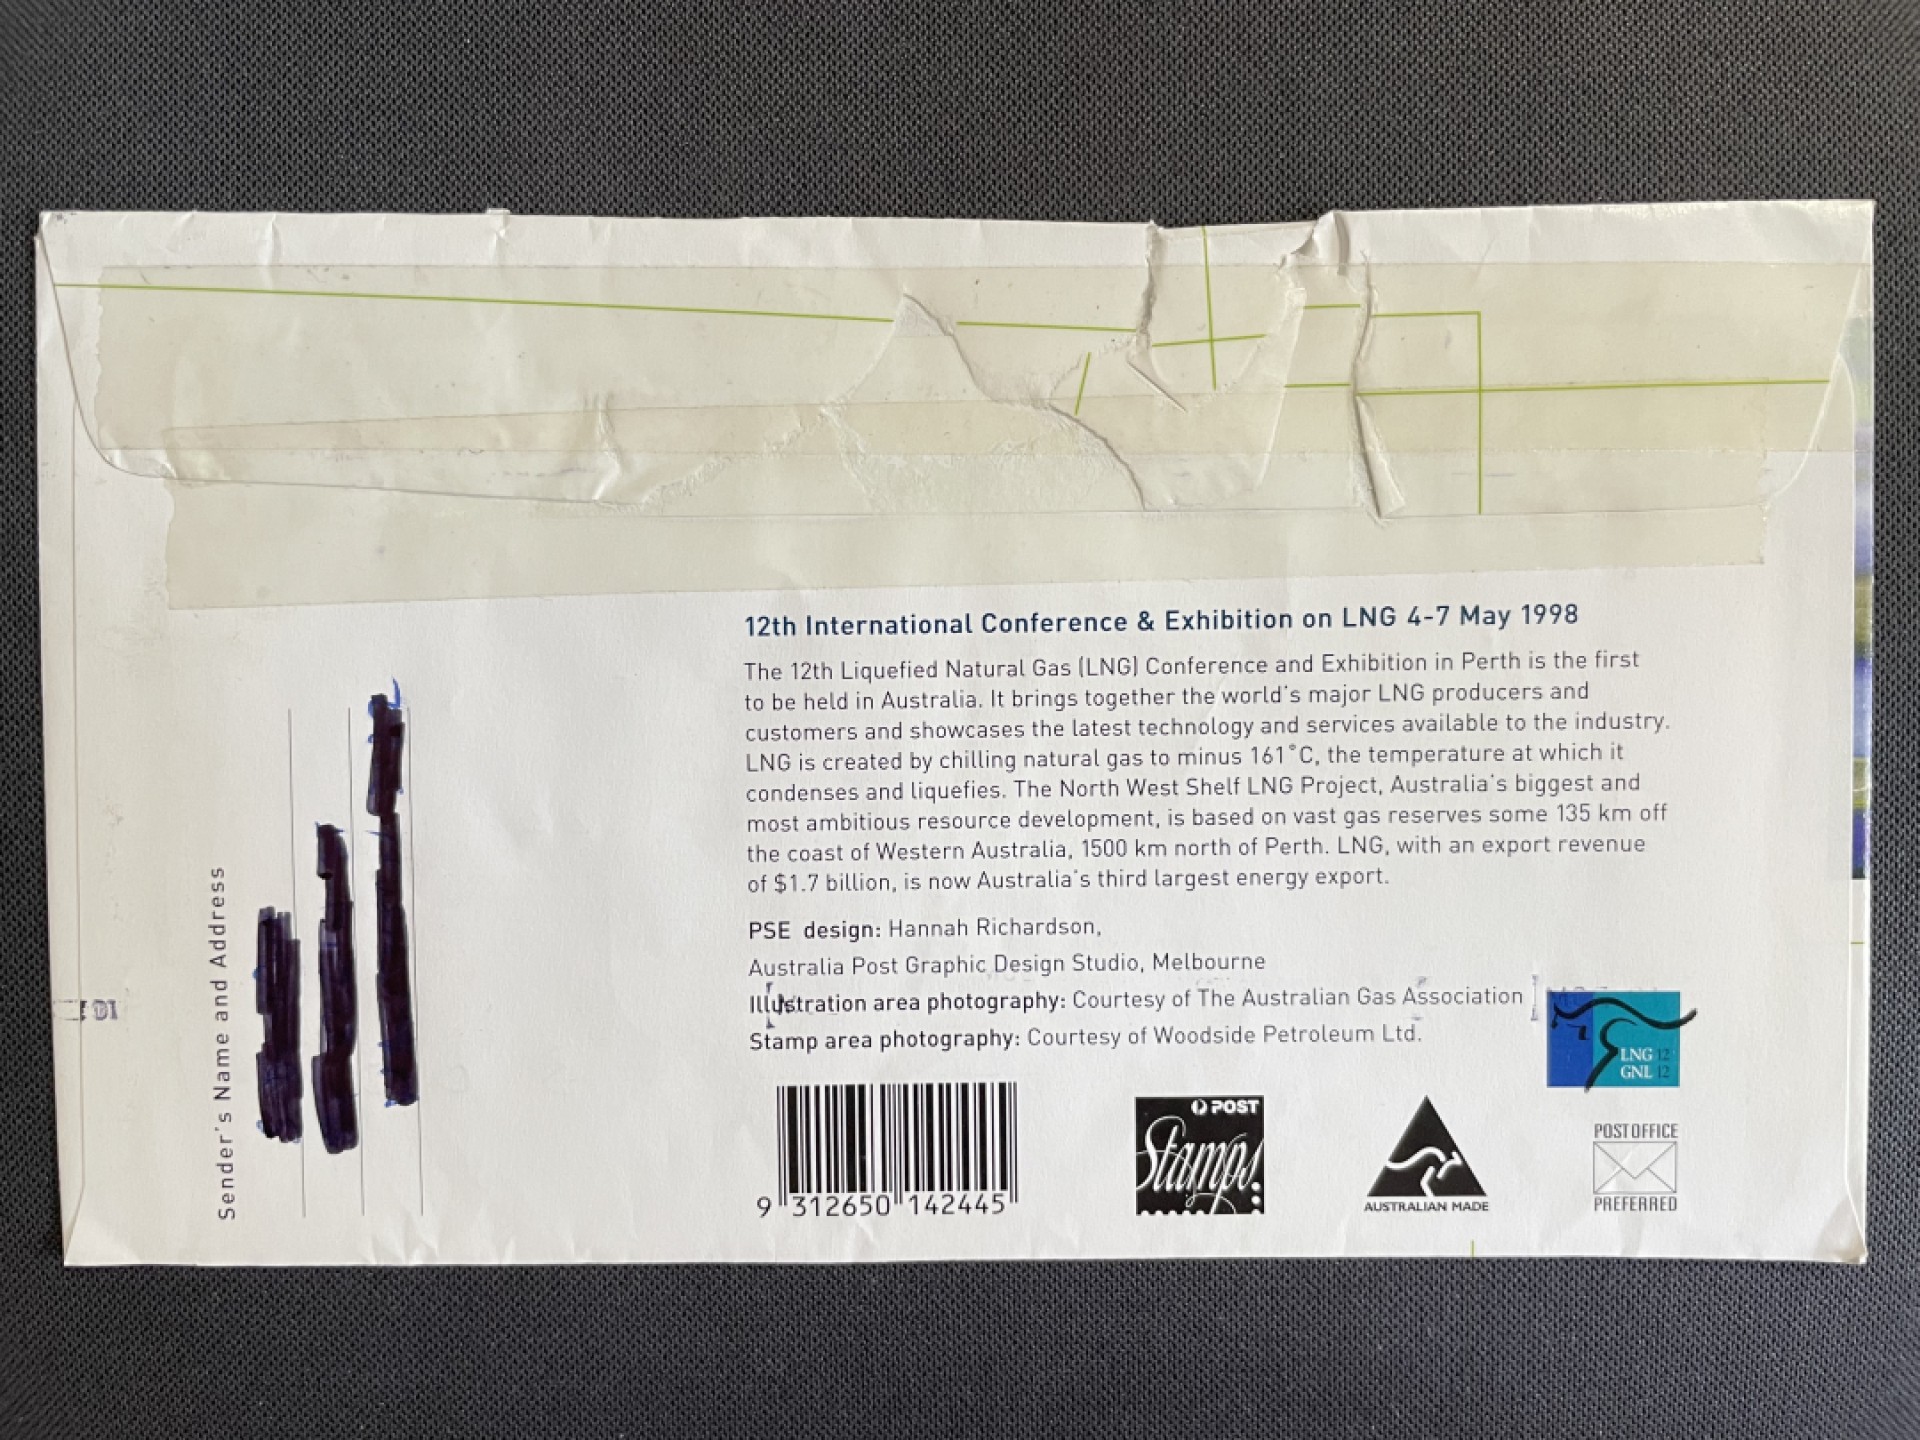 12th International Conference & Exhibition on LNG 4-7 May 1998
The 12th Liquefied Natural Gas (LNG) Conference and Exhibition in Perth is the first
to be held in Australia. It brings together the world's major LNG producers and
customers and showcases the latest technology and services available to the industry.
LNG is created by chilling natural gas to minus 161°C, the temperature at which it
condenses and liquefies. The North West Shelf LNG Project, Australia's biggest and
most ambitious resource development, is based on vast gas reserves some 135 km off
the coast of Western Australia, 1500 km north of Perth. LNG, with an export revenue
of $1.7 billion, is now Australia's third largest energy export.
PSE design: Hannah Richardson,
Australia Post Graphic Design Studio, Melbourne
Illustration area photography: Courtesy of The Australian Gas Association
Stamp area photography: Courtesy of Woodside Petroleum Ltd.
Sender's Name and Address
LNG 12
GNL 12
9 312650 142445
POST
Stamps
AUSTRALIAN MADE
POST OFFICE
PREFERRED